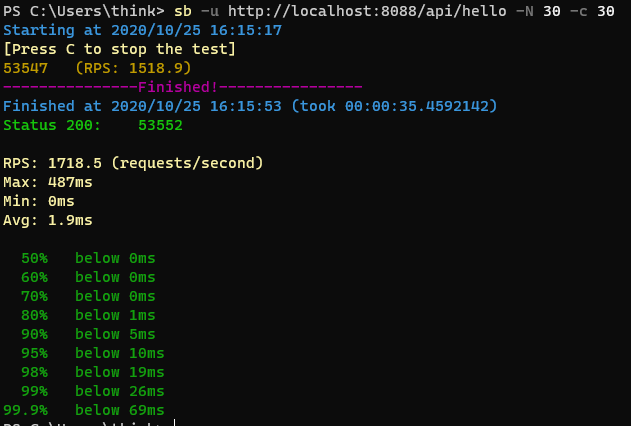 PS C:\Users\think> sb -u http://localhost:8088/api/hello -N 30 -c 30
Starting at 2020/10/25 16:15:17
[Press C to stop the test]
53547   (RPS: 1518.9)
---------------Finished!----------------
Finished at 2020/10/25 16:15:53 (took 00:00:35.4592142)
Status 200:    53552

RPS: 1718.5 (requests/second)
Max: 487ms
Min: 0ms
Avg: 1.9ms

  50%   below 0ms
  60%   below 0ms
  70%   below 0ms
  80%   below 1ms
  90%   below 5ms
  95%   below 10ms
  98%   below 19ms
  99%   below 26ms
99.9%   below 69ms
PS C:\Users\think>